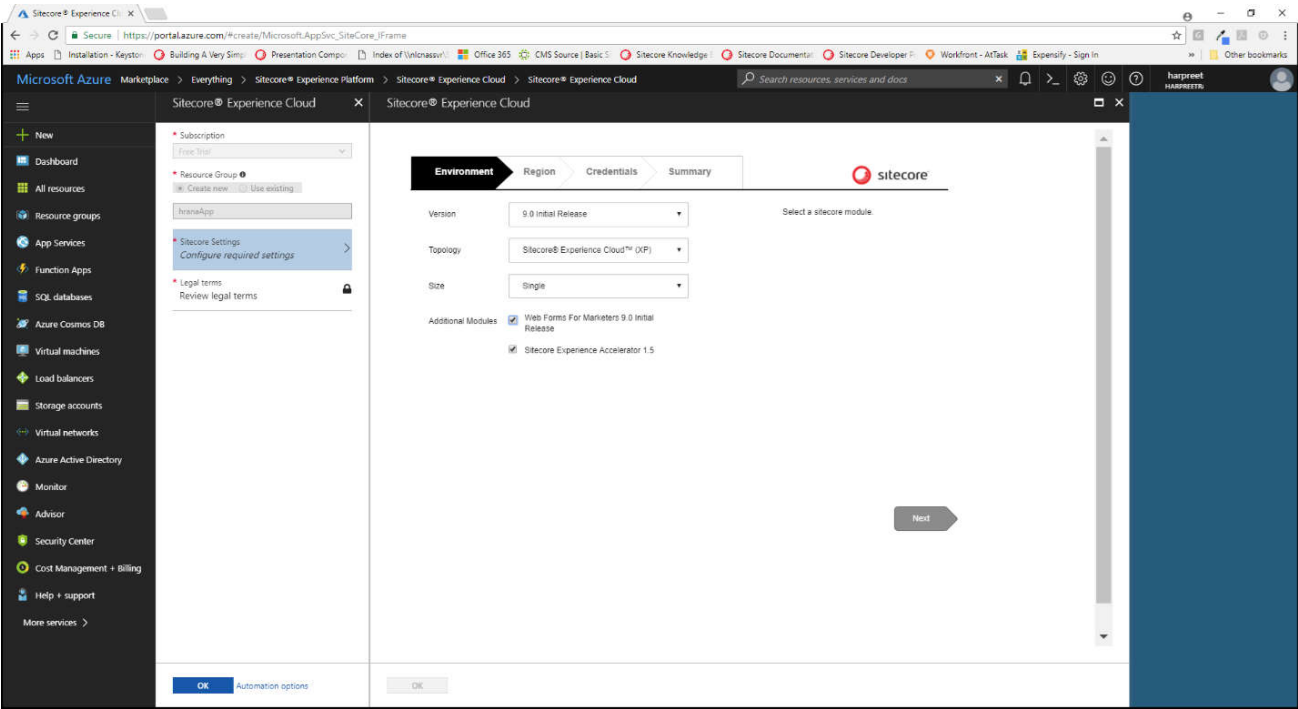 Sitecore® Experience Cl
Secure | https://portal.azure.com/#create/Microsoft.AppSvc_SiteCore_IFrame
Apps Installation - Keyston Building A Very Simp Presentation Compo Index of \\nlcnassvr\ Office 365 CMS Source | Basic S Sitecore Knowledge Sitecore Documentat Sitecore Developer P Workfront - AtTask Expensify - Sign In » Other bookmarks
Microsoft Azure Marketplace > Everything > Sitecore® Experience Platform > Sitecore® Experience Cloud > Sitecore® Experience Cloud
Search resources, services and docs
harpreet
New
Dashboard
All resources
Resource groups
App Services
Function Apps
SQL databases
Azure Cosmos DB
Virtual machines
Load balancers
Storage accounts
Virtual networks
Azure Active Directory
Monitor
Advisor
Security Center
Cost Management + Billing
Help + support
More services >
Sitecore® Experience Cloud
* Subscription
Free Trial
* Resource Group
Create new Use existing
hranaApp
* Sitecore Settings
Configure required settings
* Legal terms
Review legal terms
OK Automation options
Sitecore® Experience Cloud
Environment Region Credentials Summary
sitecore
Version 9.0 Initial Release
Topology Sitecore® Experience Cloud™ (XP)
Size Single
Additional Modules Web Forms For Marketers 9.0 Initial
Release
Sitecore Experience Accelerator 1.5
Select a sitecore module.
Next
OK